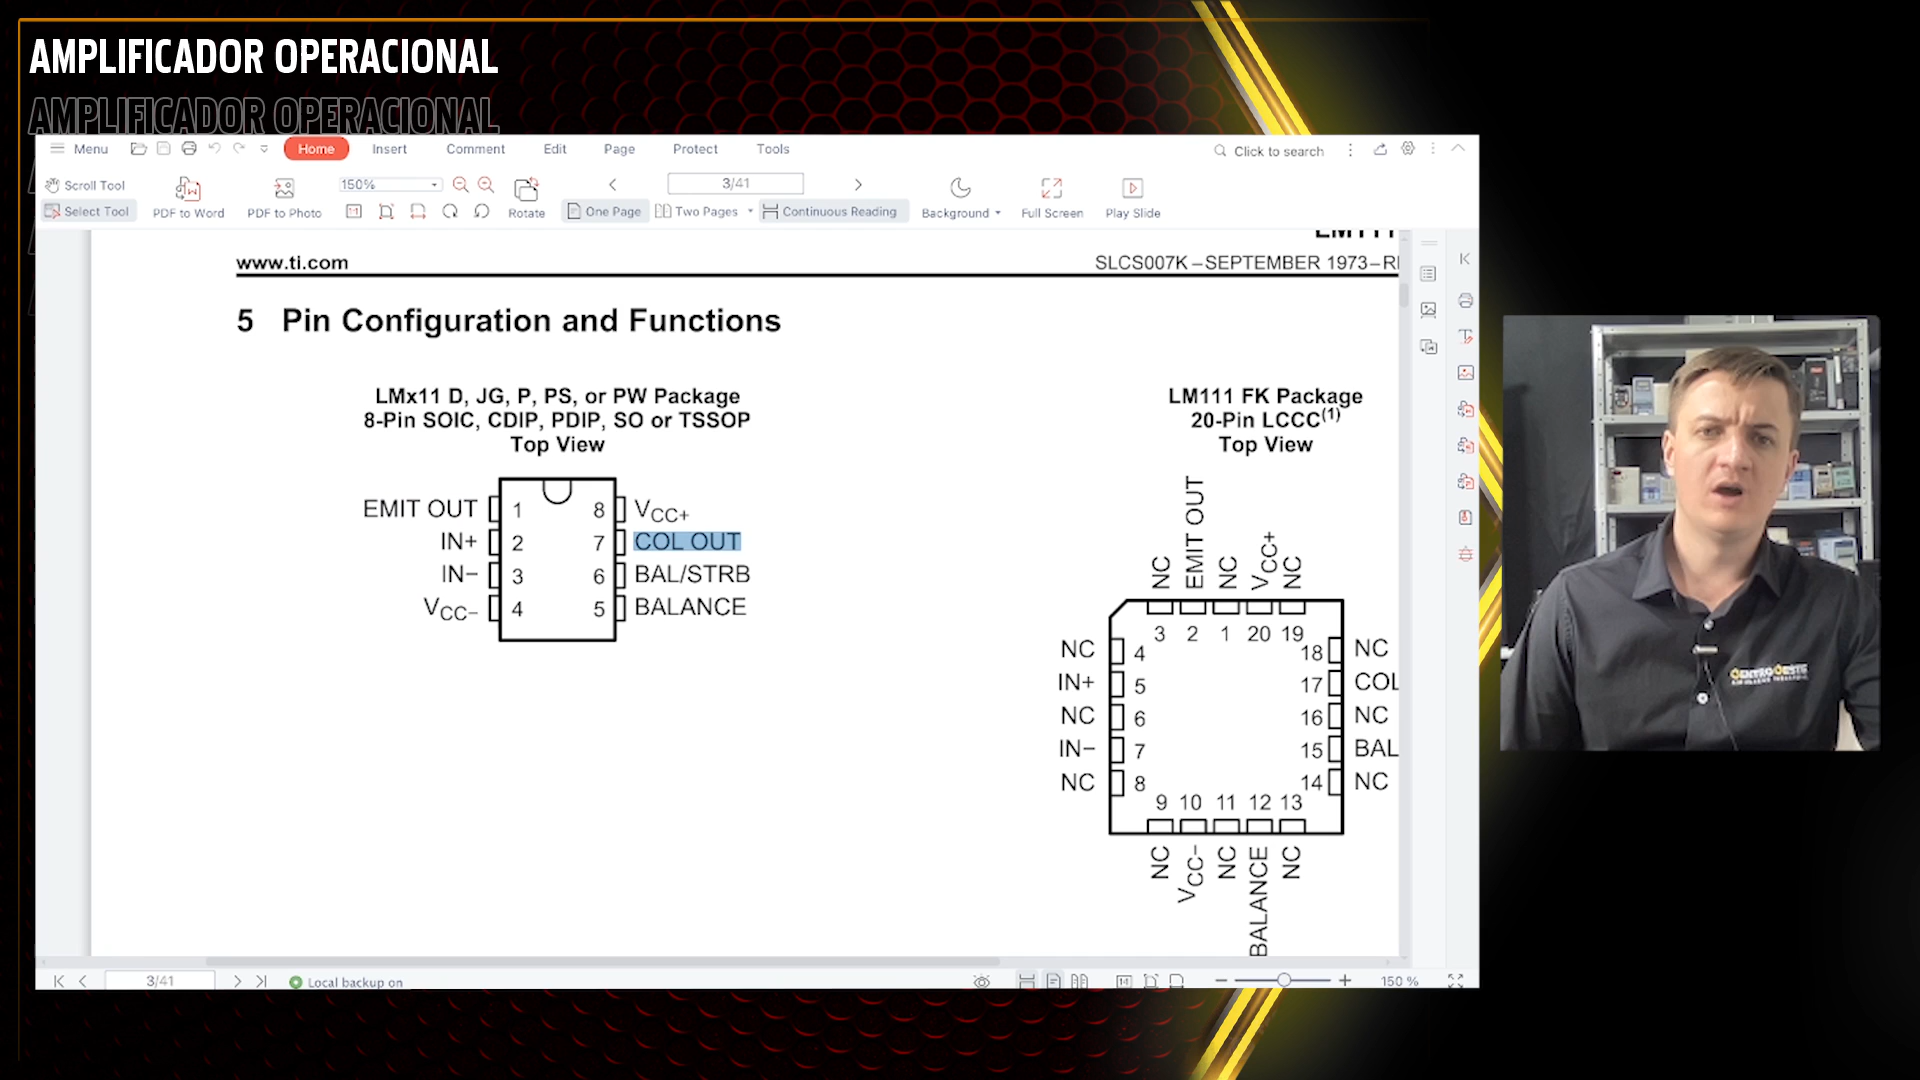 AMPLIFICADOR OPERACIONAL
AMPLIFICADOR OPERACIONAL
Menu
Home
Insert
Comment
Edit
Page
Protect
Tools
Click to search
Scroll Tool
Select Tool
PDF to Word
PDF to Photo
150%
Rotate
3/41
One Page
Two Pages
Continuous Reading
Background
Full Screen
Play Slide
www.ti.com
SLCS007K – SEPTEMBER 1973 – RE
5 Pin Configuration and Functions
LMx11 D, JG, P, PS, or PW Package
8-Pin SOIC, CDIP, PDIP, SO or TSSOP
Top View
EMIT OUT 1 8 VCC+
IN+ 2 7 COL OUT
IN− 3 6 BAL/STRB
VCC− 4 5 BALANCE
LM111 FK Package
20-Pin LCCC(1)
Top View
NC EMIT OUT NC VCC+ NC
3 2 1 20 19
NC 4 18 NC
IN+ 5 17 COL
NC 6 16 NC
IN− 7 15 BAL
NC 8 14 NC
9 10 11 12 13
NC VCC− NC BALANCE NC
3/41
Local backup on
150 %